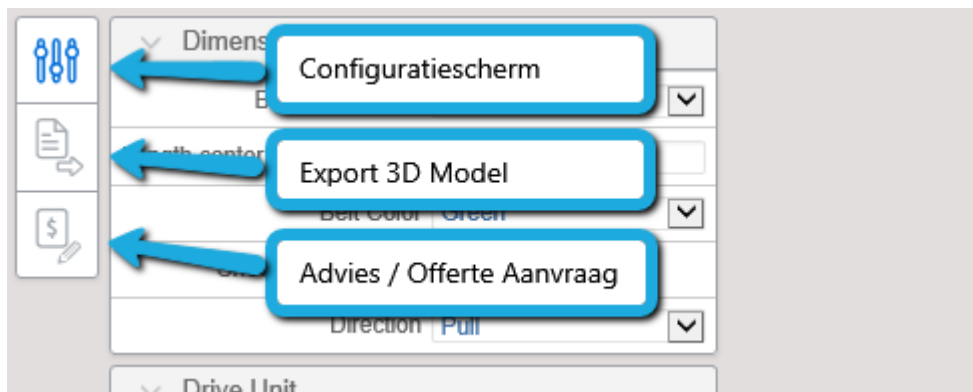 Dimens
Configuratiescherm
Export 3D Model
Belt Color Green
$
Advies / Offerte Aanvraag
Direction Pull
Drive Unit